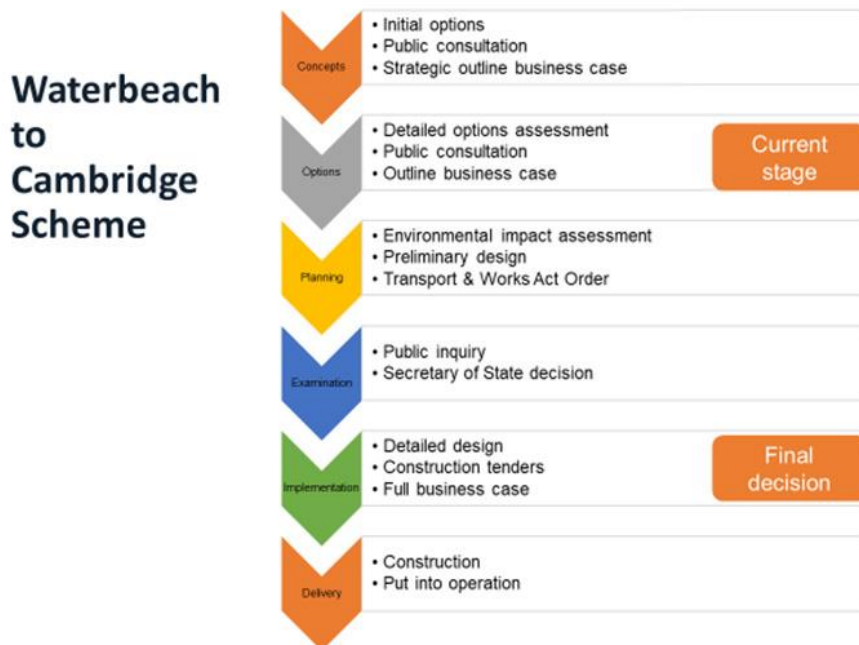 Waterbeach
to
Cambridge
Scheme
Concepts
• Initial options
• Public consultation
• Strategic outline business case
Options
• Detailed options assessment
• Public consultation
• Outline business case
Current
stage
Planning
• Environmental impact assessment
• Preliminary design
• Transport & Works Act Order
Examination
• Public inquiry
• Secretary of State decision
Implementation
• Detailed design
• Construction tenders
• Full business case
Final
decision
Delivery
• Construction
• Put into operation